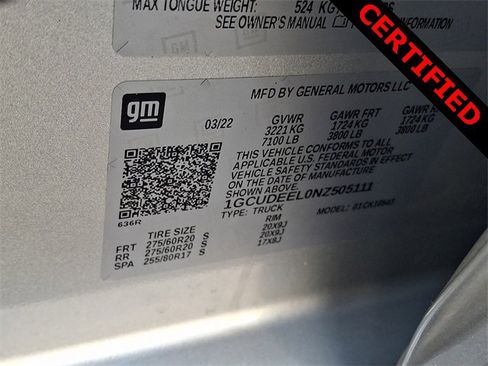 MAX TONGUE WEIGHT: 524 KG
SEE OWNER'S MANUAL FOR
INFORMATION
CERTIFIED
gm
MFD BY GENERAL MOTORS LLC
03/22
GVWR GAWR FRT GAWR
3221 KG 1724 KG 1724 KG
7100 LB 3800 LB 3800 LB
THIS VEHICLE CONFORMS TO ALL
APPLICABLE U.S. FEDERAL MOTOR
VEHICLE SAFETY STANDARDS IN EFFECT
ON THE DATE OF MANUFACTURE
SHOWN ABOVE.
1GCUDEEL0NZ505111
TYPE: TRUCK MODEL:
636R
TIRE SIZE RIM
FRT 275/60R20 S 20X9J
RR 275/60R20 S 20X9J
SPA 255/80R17 S 17X8J